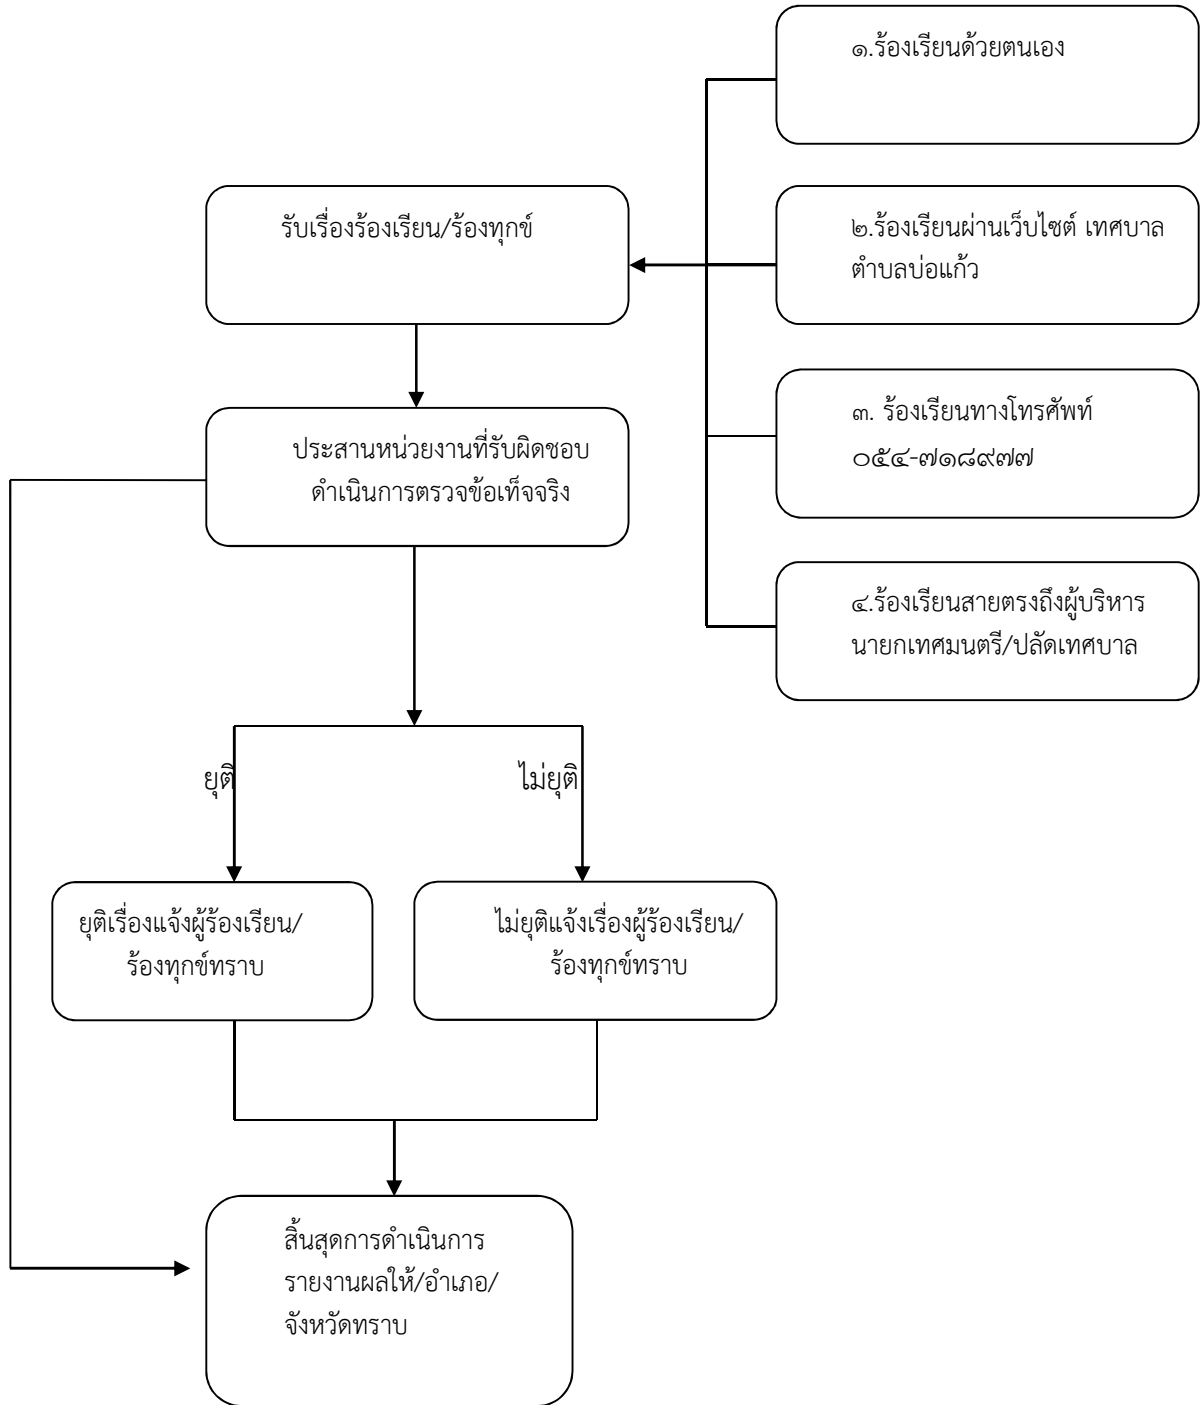 ๑.ร้องเรียนด้วยตนเอง
รับเรื่องร้องเรียน/ร้องทุกข์
๒.ร้องเรียนผ่านเว็บไซต์ เทศบาล
ตำบลบ่อแก้ว
๓. ร้องเรียนทางโทรศัพท์
๐๕๔-๗๑๘๙๗๗
ประสานหน่วยงานที่รับผิดชอบ
ดำเนินการตรวจข้อเท็จจริง
๔.ร้องเรียนสายตรงถึงผู้บริหาร
นายกเทศมนตรี/ปลัดเทศบาล
ยุติ
ไม่ยุติ
ยุติเรื่องแจ้งผู้ร้องเรียน/
ร้องทุกข์ทราบ
ไม่ยุติแจ้งเรื่องผู้ร้องเรียน/
ร้องทุกข์ทราบ
สิ้นสุดการดำเนินการ
รายงานผลให้/อำเภอ/
จังหวัดทราบ